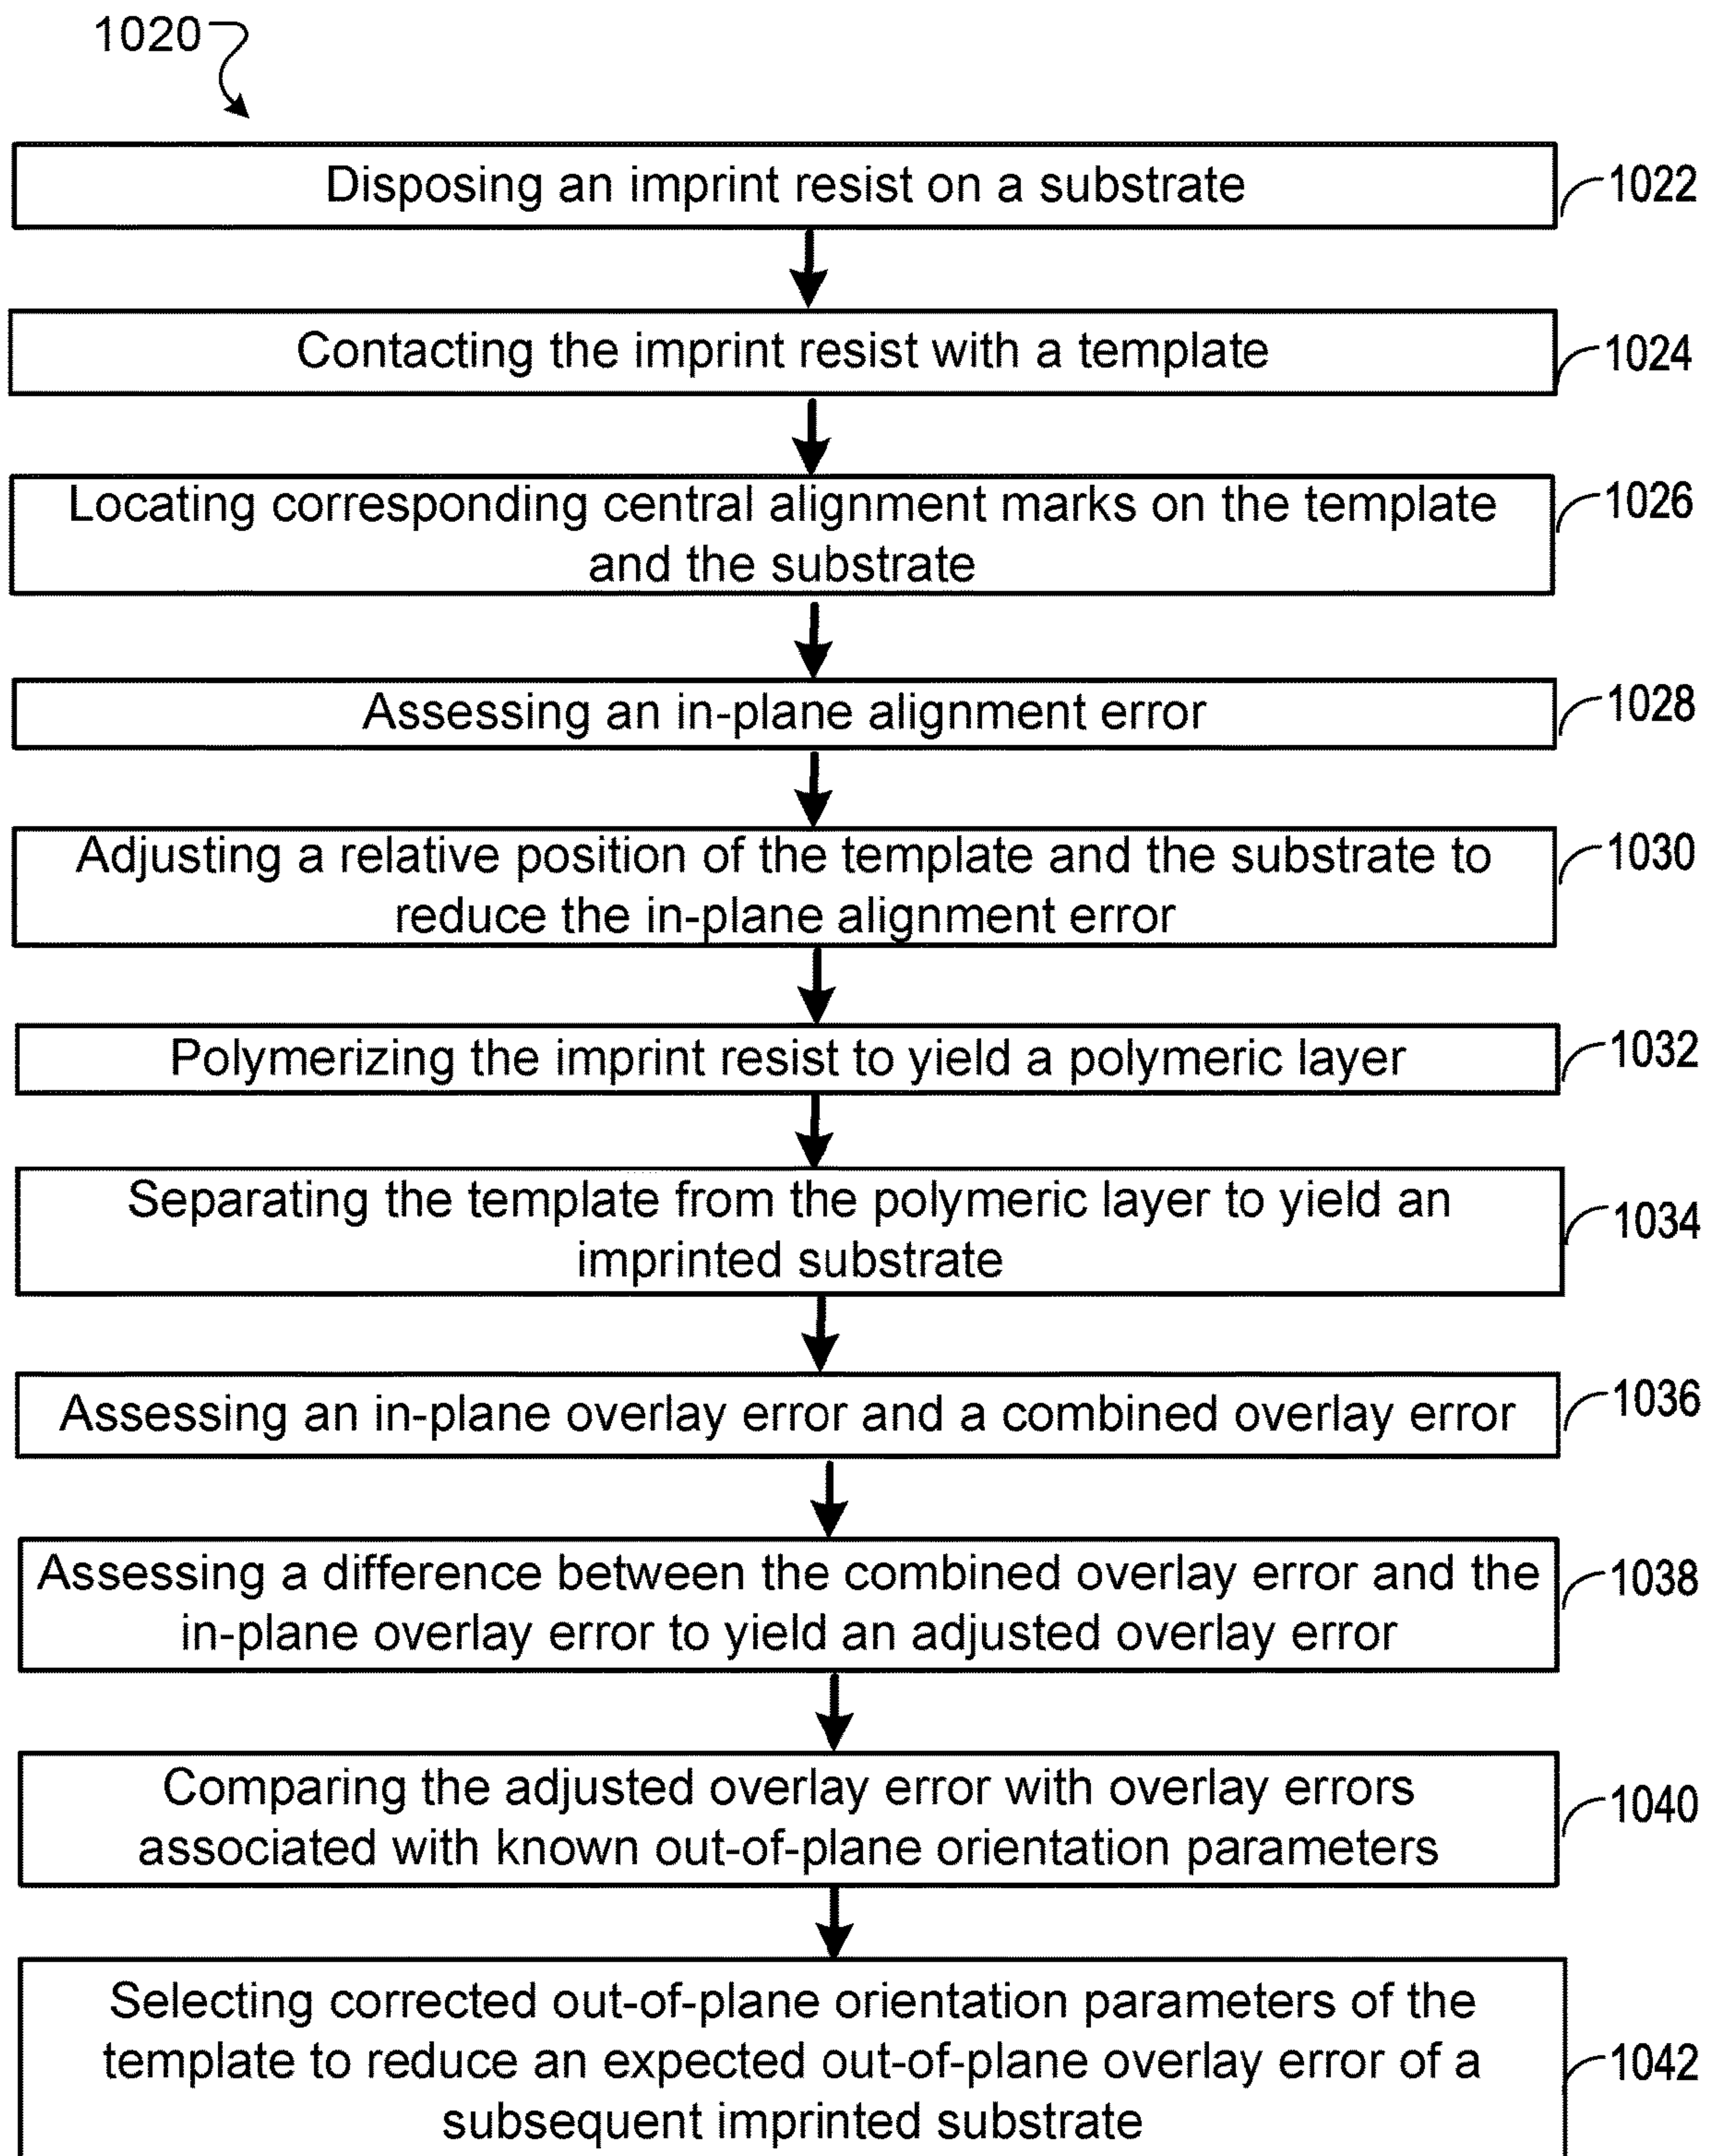 1020
Disposing an imprint resist on a substrate
1022
Contacting the imprint resist with a template
1024
Locating corresponding central alignment marks on the template
and the substrate
1026
Assessing an in-plane alignment error
1028
Adjusting a relative position of the template and the substrate to
reduce the in-plane alignment error
1030
Polymerizing the imprint resist to yield a polymeric layer
1032
Separating the template from the polymeric layer to yield an
imprinted substrate
1034
Assessing an in-plane overlay error and a combined overlay error
1036
Assessing a difference between the combined overlay error and the
in-plane overlay error to yield an adjusted overlay error
1038
Comparing the adjusted overlay error with overlay errors
associated with known out-of-plane orientation parameters
1040
Selecting corrected out-of-plane orientation parameters of the
template to reduce an expected out-of-plane overlay error of a
subsequent imprinted substrate
1042